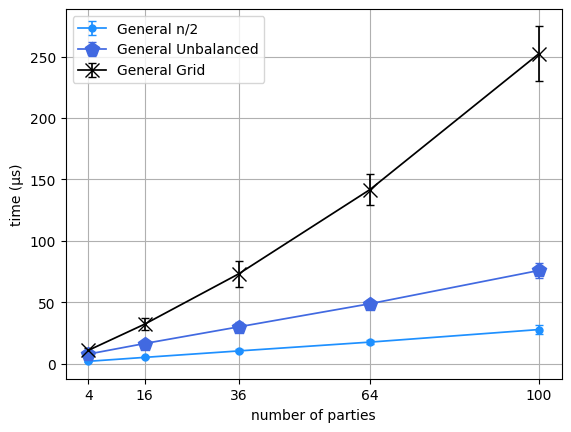 General n/2
General Unbalanced
General Grid
250
200
150
100
50
0
time (µs)
4 16 36 64 100
number of parties